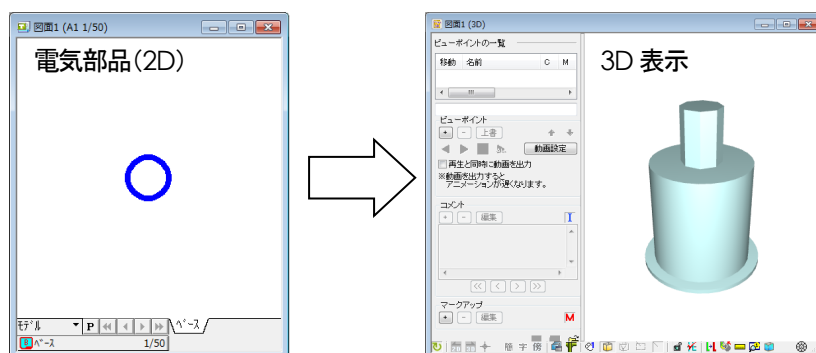 図面1 (A1 1/50)
電気部品(2D)
モデル
P
ベース
B
ベース
1/50
図面1 (3D)
ビューポイントの一覧
移動 名前 C M
ビューポイント
+ - 上書
動画設定
再生と同時に動画を出力
※動画を出力すると
アニメーションが遅くなります。
コメント
+ - 編集 I
<< < > >>
マークアップ
+ - 編集 M
3D 表示